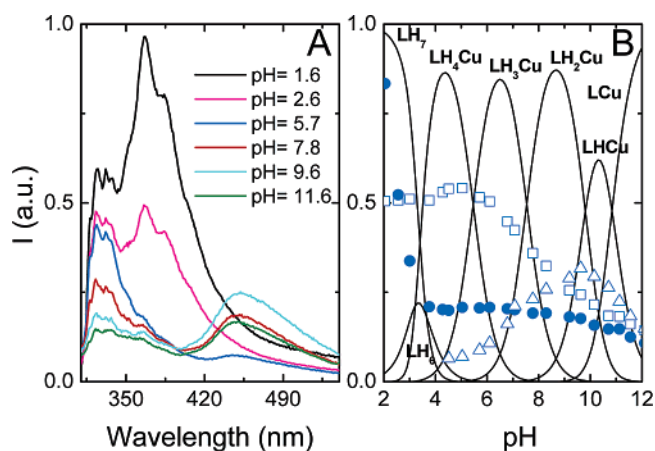 A
B
1.0
0.5
0.0
I (a.u.)
350
420
490
Wavelength (nm)
pH= 1.6
pH= 2.6
pH= 5.7
pH= 7.8
pH= 9.6
pH= 11.6
1.0
0.5
0.0
LH₇
LH₄Cu
LH₃Cu
LH₂Cu
LCu
LHCu
LH₆
2 4 6 8 10 12
pH